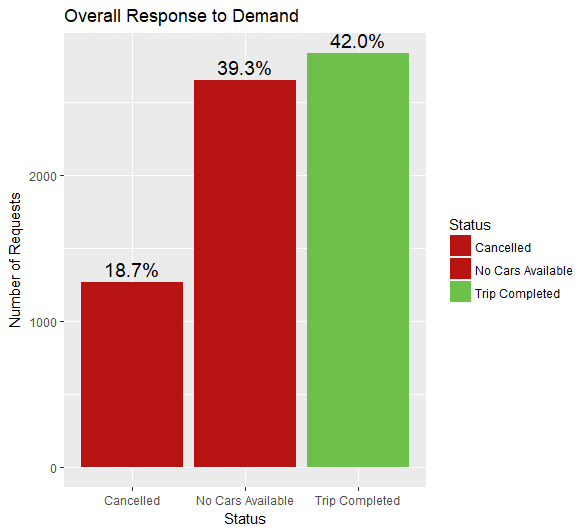 Overall Response to Demand
42.0%
39.3%
18.7%
2000
1000
0
Number of Requests
Cancelled
No Cars Available
Trip Completed
Status
Status
Cancelled
No Cars Available
Trip Completed